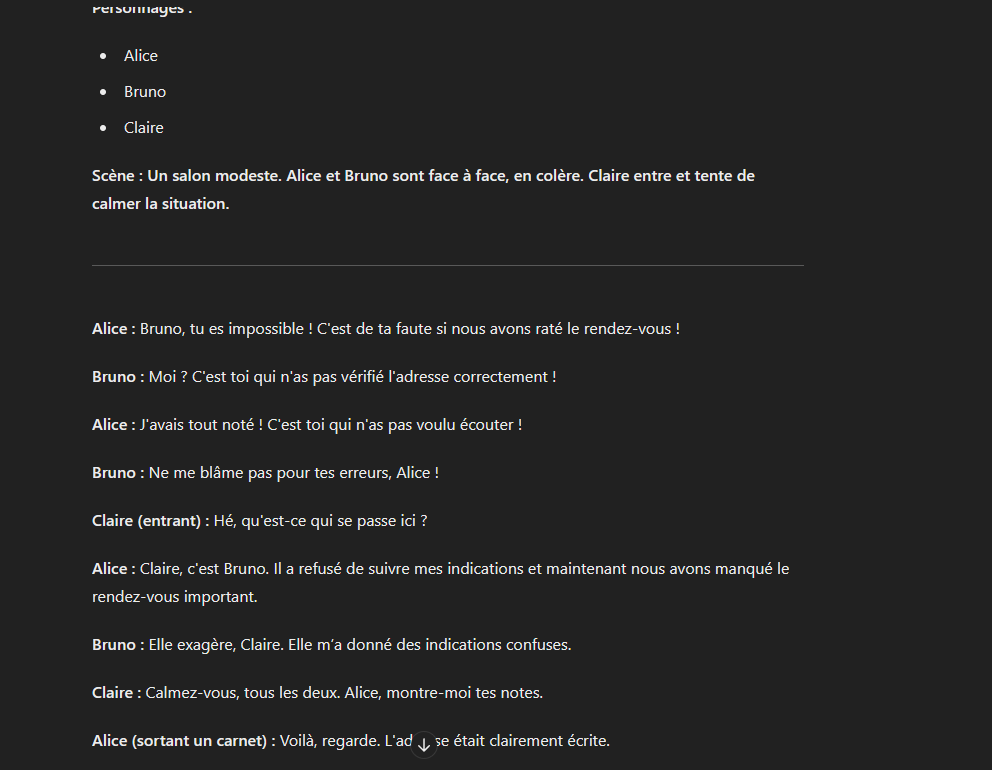 Personnages :
Alice
Bruno
Claire
Scène : Un salon modeste. Alice et Bruno sont face à face, en colère. Claire entre et tente de
calmer la situation.
Alice : Bruno, tu es impossible ! C'est de ta faute si nous avons raté le rendez-vous !
Bruno : Moi ? C'est toi qui n'as pas vérifié l'adresse correctement !
Alice : J'avais tout noté ! C'est toi qui n'as pas voulu écouter !
Bruno : Ne me blâme pas pour tes erreurs, Alice !
Claire (entrant) : Hé, qu'est-ce qui se passe ici ?
Alice : Claire, c'est Bruno. Il a refusé de suivre mes indications et maintenant nous avons manqué le
rendez-vous important.
Bruno : Elle exagère, Claire. Elle m’a donné des indications confuses.
Claire : Calmez-vous, tous les deux. Alice, montre-moi tes notes.
Alice (sortant un carnet) : Voilà, regarde. L'adresse était clairement écrite.